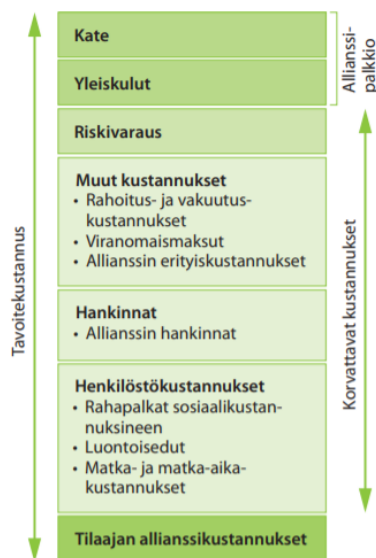 Kate
Yleiskulut
Allianssi-
palkkio
Riskivaraus
Muut kustannukset
• Rahoitus- ja vakuutus-
kustannukset
• Viranomaismaksut
• Allianssin erityiskustannukset
Hankinnat
• Allianssin hankinnat
Henkilöstökustannukset
• Rahapalkat sosiaalikustan-
nuksineen
• Luontoisedut
• Matka- ja matka-aika-
kustannukset
Tilaajan allianssikustannukset
Tavoitekustannus
Korvattavat kustannukset